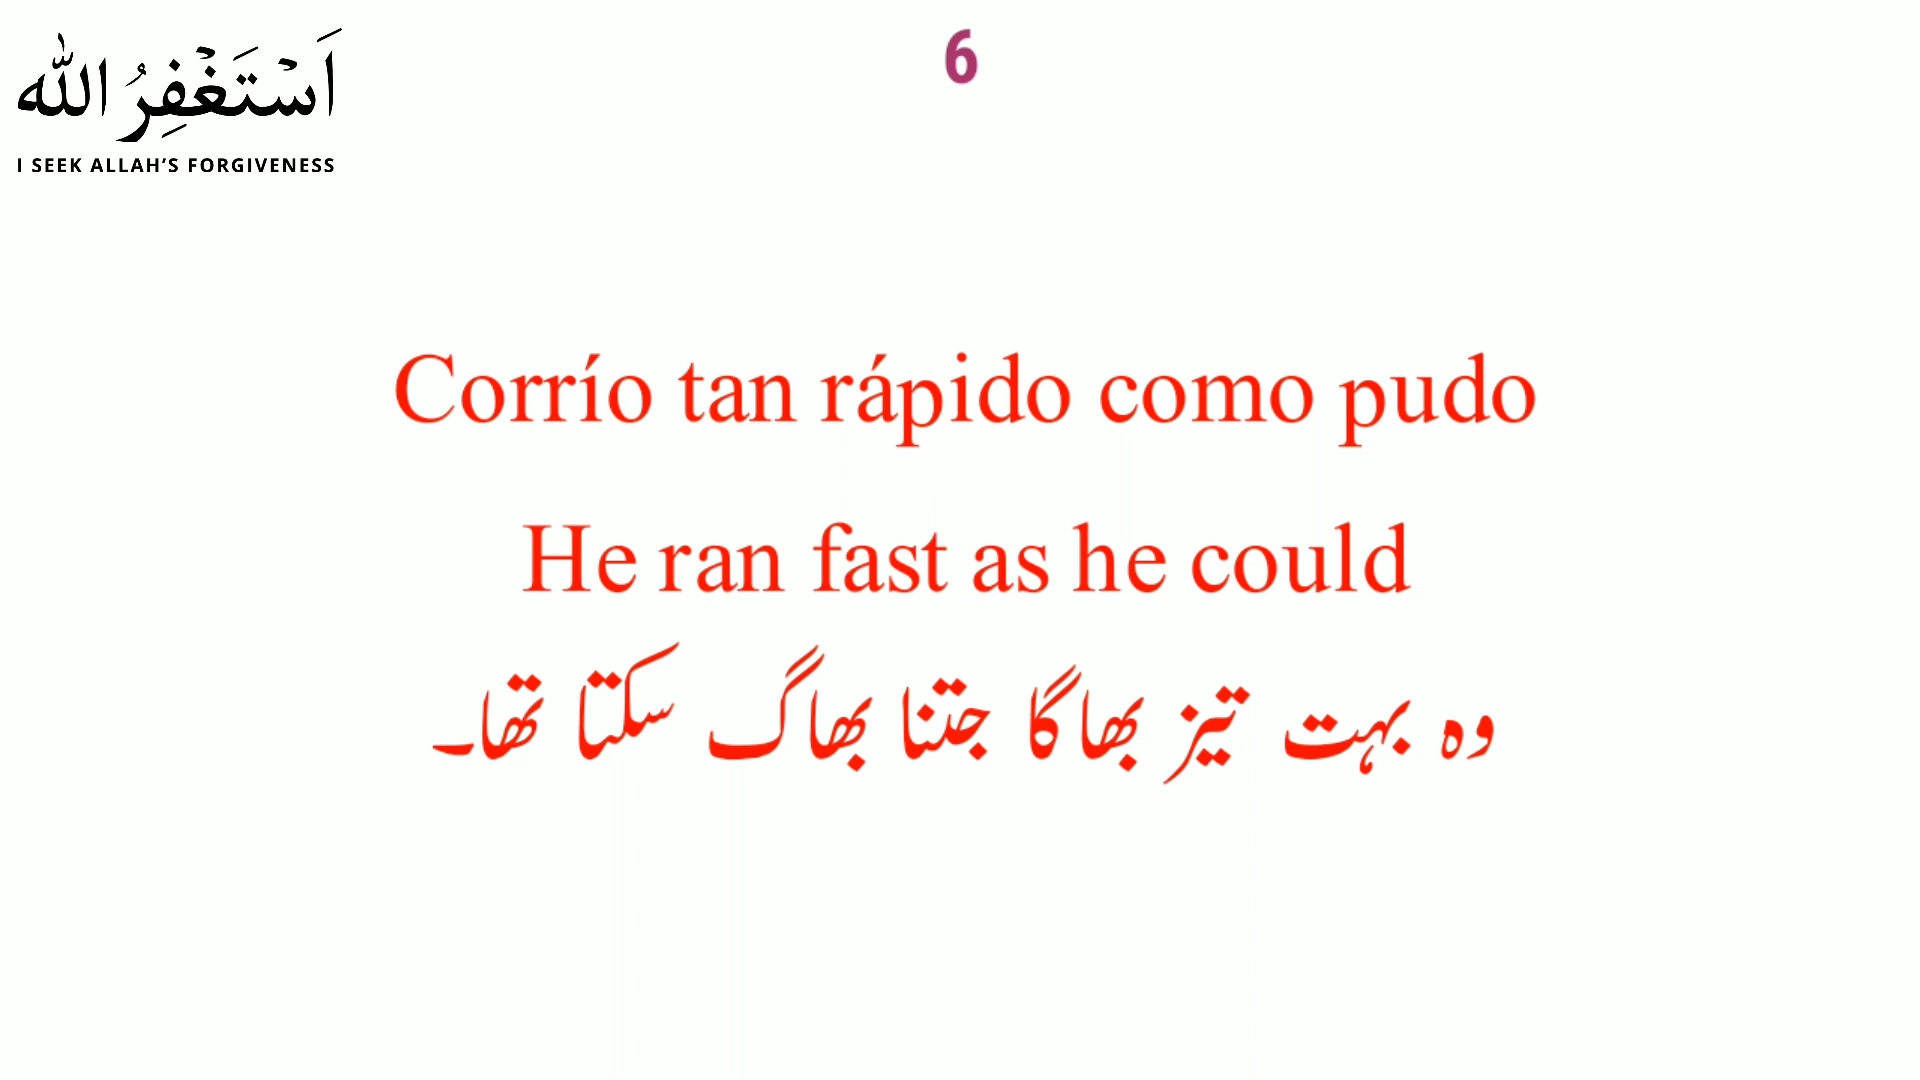 6
اَسْتَغْفِرُ الله
I SEEK ALLAH'S FORGIVENESS
Corrío tan rápido como pudo
He ran fast as he could
وہ بہت تیز بھاگا جتنا بھاگ سکتا تھا۔